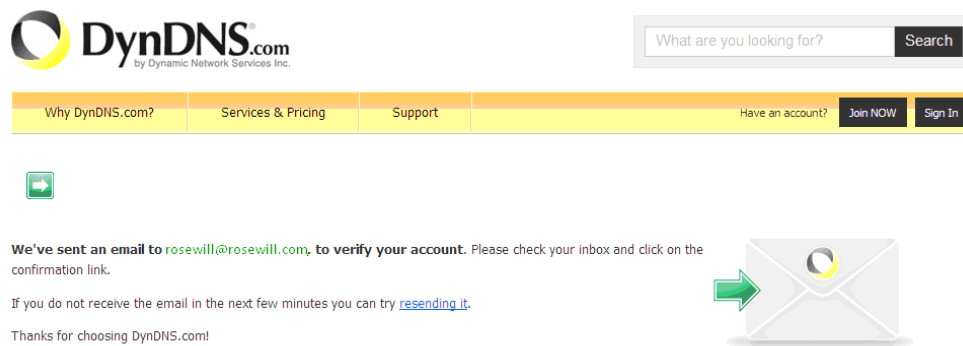 DynDNS.com
by Dynamic Network Services Inc.
What are you looking for?
Search
Why DynDNS.com?
Services & Pricing
Support
Have an account?
Join NOW
Sign In
We've sent an email to rosewill@rosewill.com, to verify your account. Please check your inbox and click on the
confirmation link.
If you do not receive the email in the next few minutes you can try resending it.
Thanks for choosing DynDNS.com!